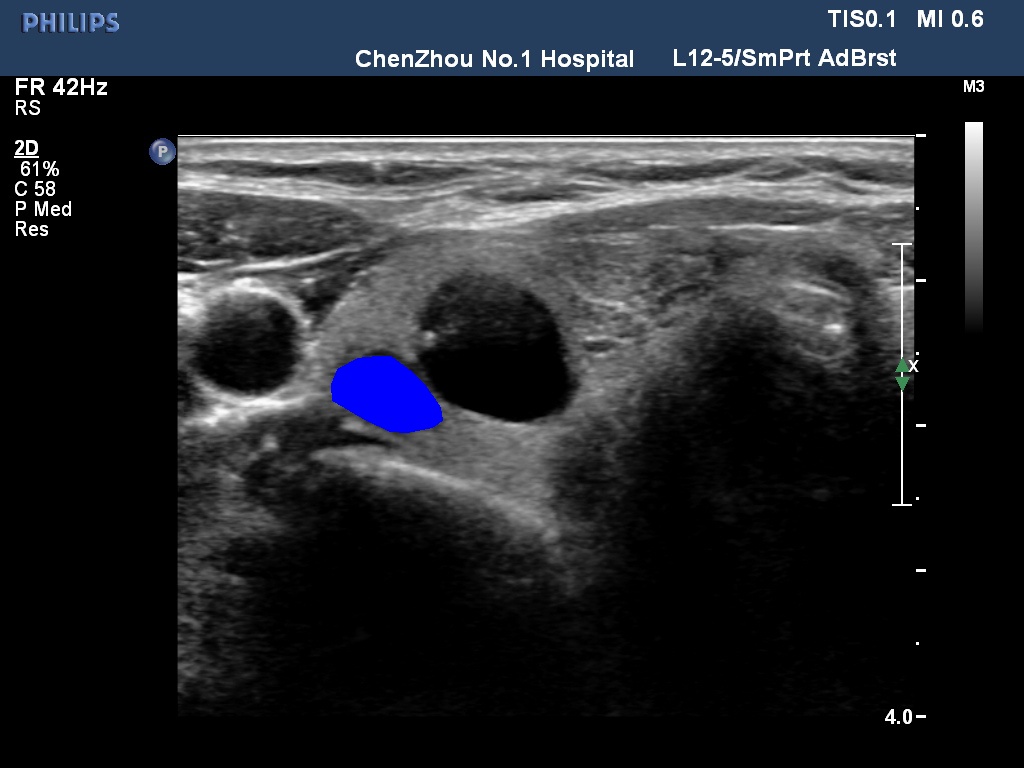 PHILIPS
TIS0.1 MI 0.6
ChenZhou No.1 Hospital L12-5/SmPrt AdBrst
FR 42Hz
RS
M3
2D
61%
C 58
P Med
Res
P
X
4.0